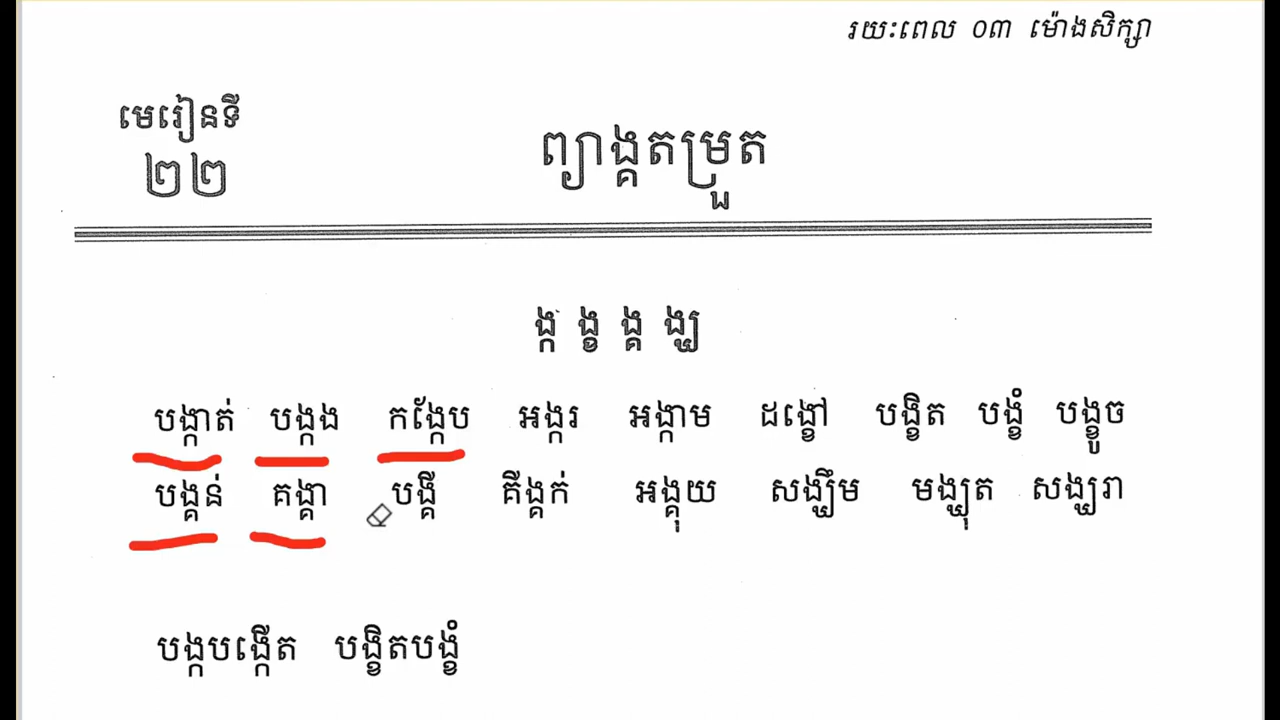 រយៈពេល ០៣ ម៉ោងសិក្សា
មេរៀនទី
២២
ព្យាង្គតម្រួត
ង្ក ង្ខ ង្គ ង្ឃ
បង្កាត់ បង្កង កង្កែប អង្ករ អង្កាម ដង្ខៅ បង្ខិត បង្ខំ បង្ខូច
បង្គន់ គង្គា បង្គី គីង្គក់ អង្គុយ សង្ឃឹម មង្ឃុត សង្ឃរា
បង្កបង្កើត បង្ខិតបង្ខំ